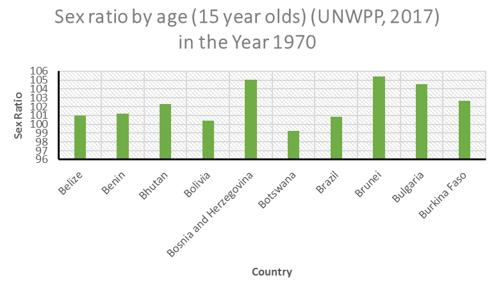 Sex ratio by age (15 year olds) (UNWPP, 2017)
in the Year 1970
Sex Ratio
106
105
104
103
102
101
100
99
98
97
96
Belize
Benin
Bhutan
Bolivia
Bosnia and Herzegovina
Botswana
Brazil
Brunei
Bulgaria
Burkina Faso
Country